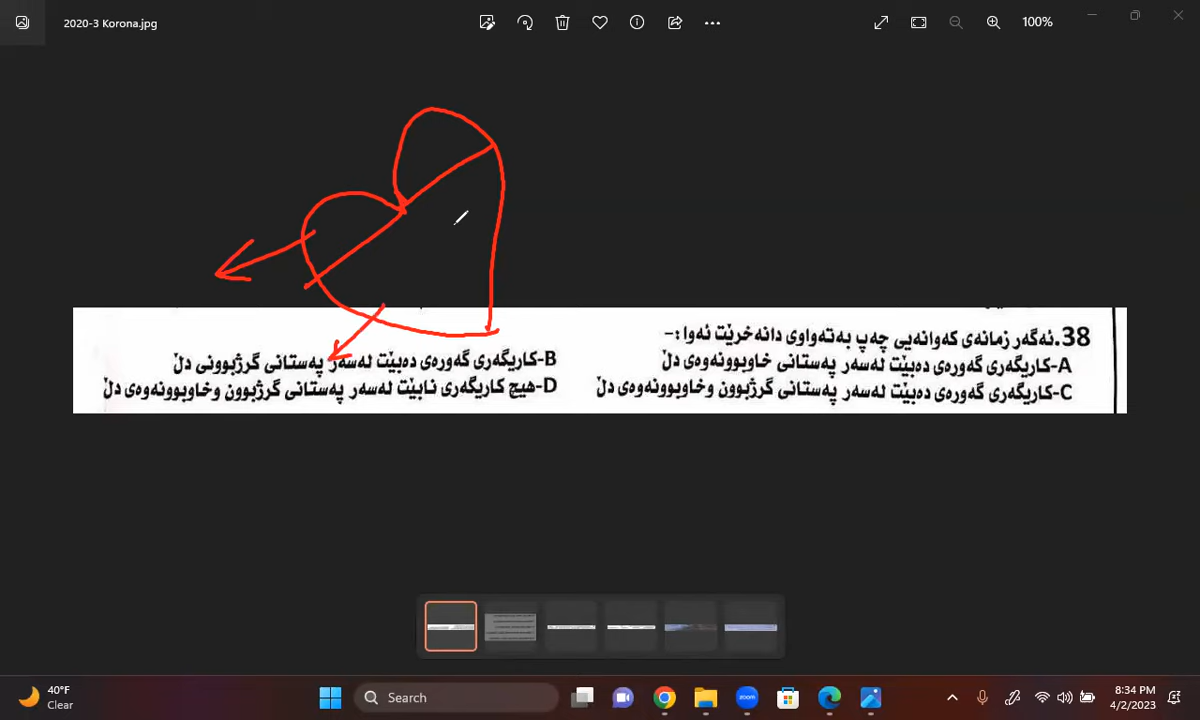 2020-3 Korona.jpg
100%
38.ئەگەر زمانەی کەوانەیی چەپ بەتەواوی دانەخرێت ئەوا :-
A-کاریگەری گەورەی دەبێت لەسەر پەستانی خاوبوونەوەی دڵ
B-کاریگەری گەورەی دەبێت لەسەر پەستانی گرژبوونی دڵ
C-کاریگەری گەورەی دەبێت لەسەر پەستانی گرژبوون وخاوبوونەوەی دڵ
D-هیچ کاریگەری نابێت لەسەر پەستانی گرژبوون وخاوبوونەوەی دڵ
40°F
Clear
Search
zoom
8:34 PM
4/2/2023